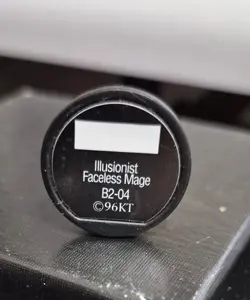 Illusionist
Faceless Mage
B2-04
©96KT